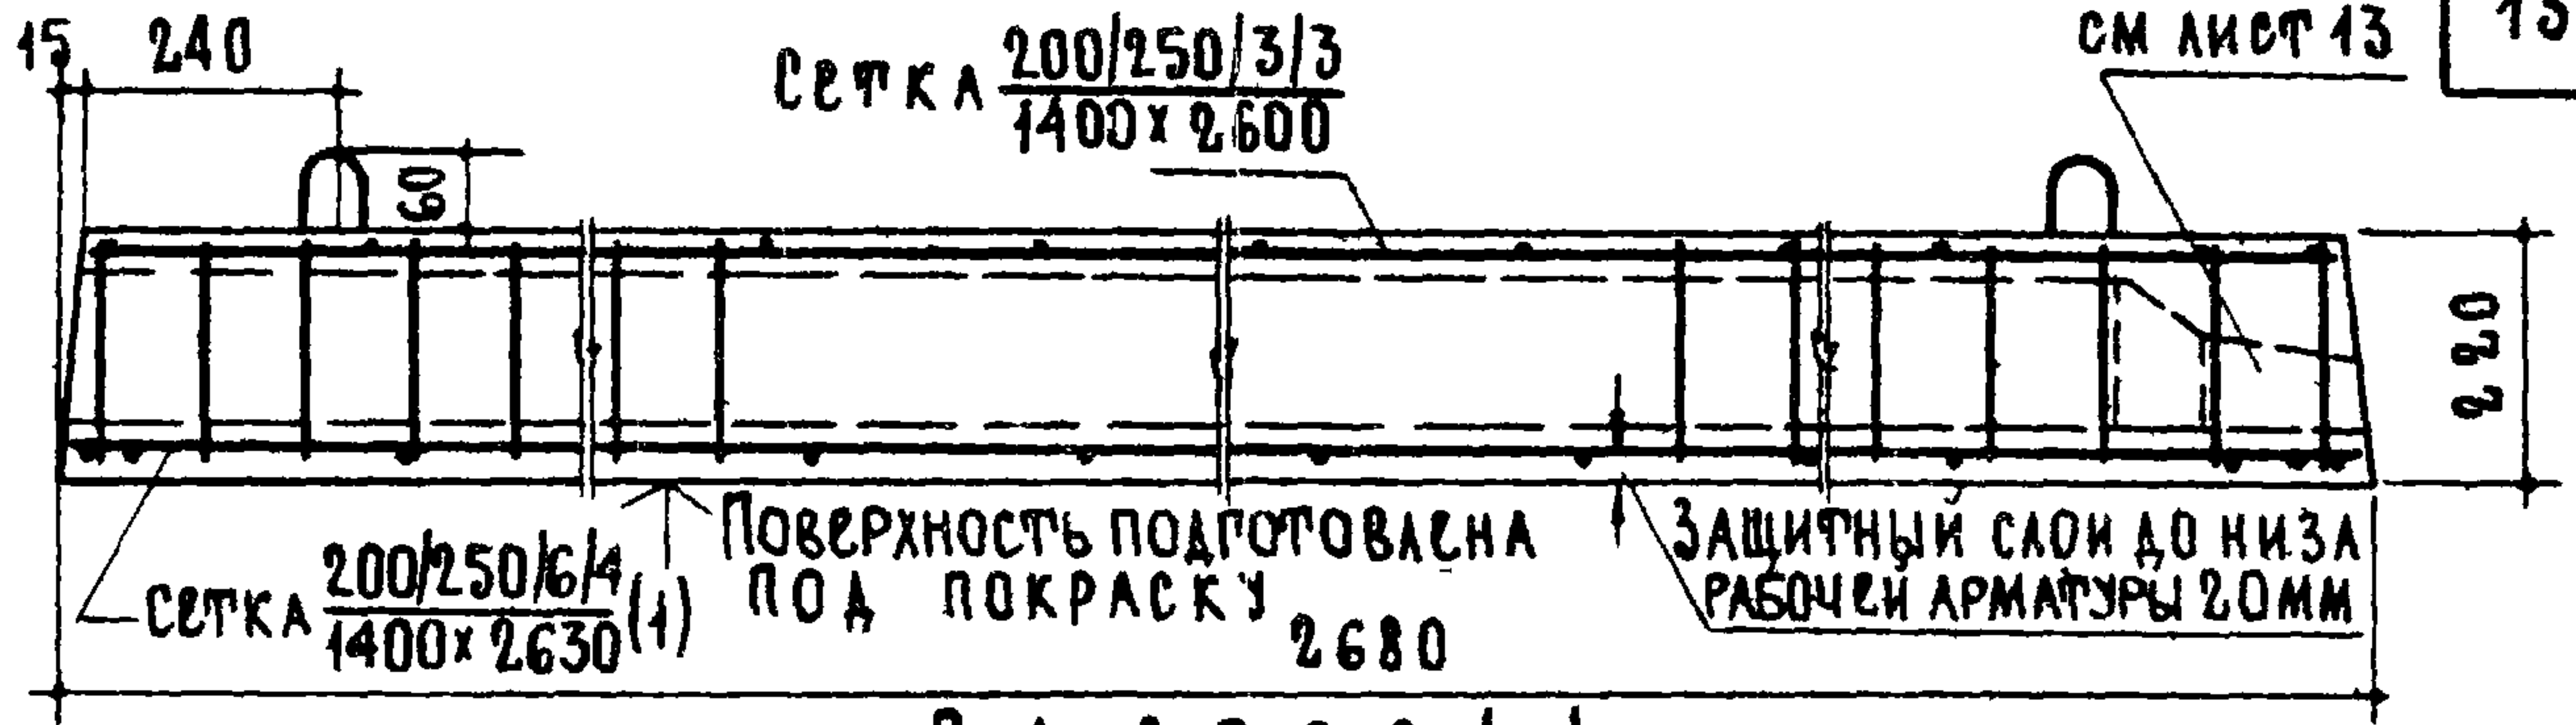 15 240
СЕТКА 200/250/3/3
1400х2600
СМ ЛИСТ 13
60
220
СЕТКА 200/250/6/4 (1)
1400х2630
ПОВЕРХНОСТЬ ПОДГОТОВЛЕНА
ПОД ПОКРАСКУ
ЗАЩИТНЫЙ СЛОЙ ДО НИЗА
РАБОЧЕЙ АРМАТУРЫ 20ММ
2680